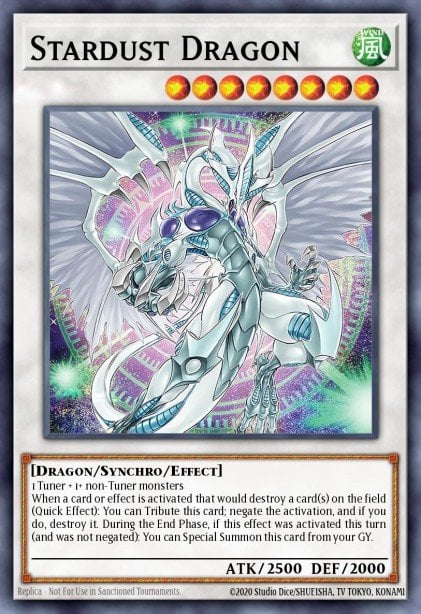 Stardust Dragon
WIND
風
[Dragon/Synchro/Effect]
1 Tuner + 1+ non-Tuner monsters
When a card or effect is activated that would destroy a card(s) on the field
(Quick Effect): You can Tribute this card; negate the activation, and if you
do, destroy it. During the End Phase, if this effect was activated this turn
(and was not negated): You can Special Summon this card from your GY.
ATK/2500 DEF/2000
Replica - Not For Use in Sanctioned Tournaments. ©2020 Studio Dice/SHUEISHA, TV TOKYO, KONAMI